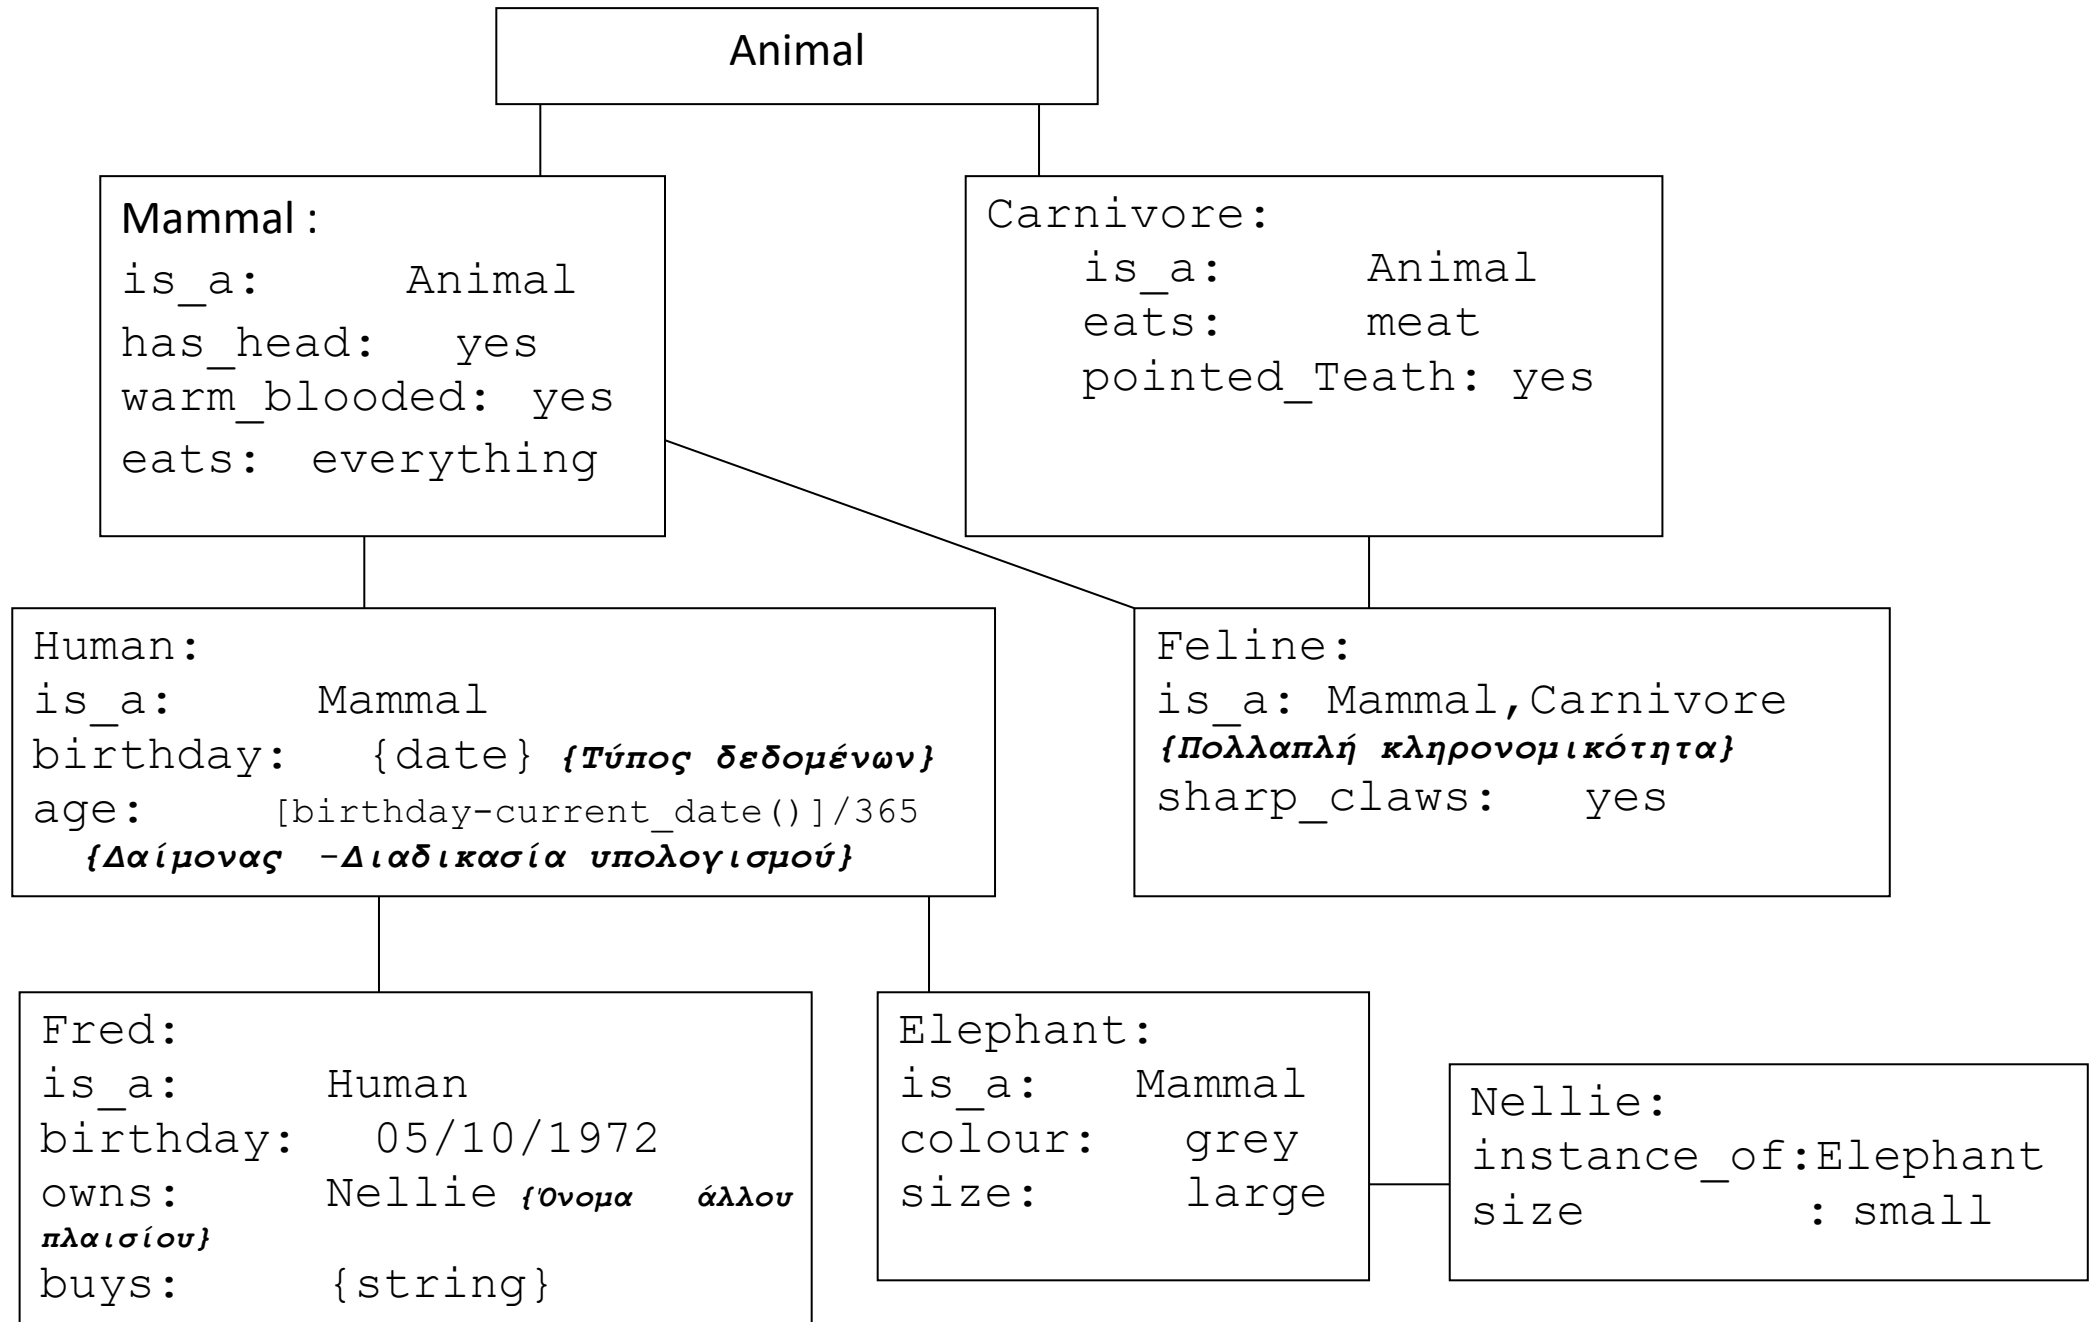 Animal
Mammal :
is_a: Animal
has_head: yes
warm_blooded: yes
eats: everything
Carnivore:
is_a: Animal
eats: meat
pointed_Teath: yes
Human:
is_a: Mammal
birthday: {date} {Τύπος δεδομένων}
age: [birthday-current_date()]/365
{Δαίμονας -Διαδικασία υπολογισμού}
Feline:
is_a: Mammal,Carnivore
{Πολλαπλή κληρονομικότητα}
sharp_claws: yes
Fred:
is_a: Human
birthday: 05/10/1972
owns: Nellie {Όνομα άλλου
πλαισίου}
buys: {string}
Elephant:
is_a: Mammal
colour: grey
size: large
Nellie:
instance_of:Elephant
size : small